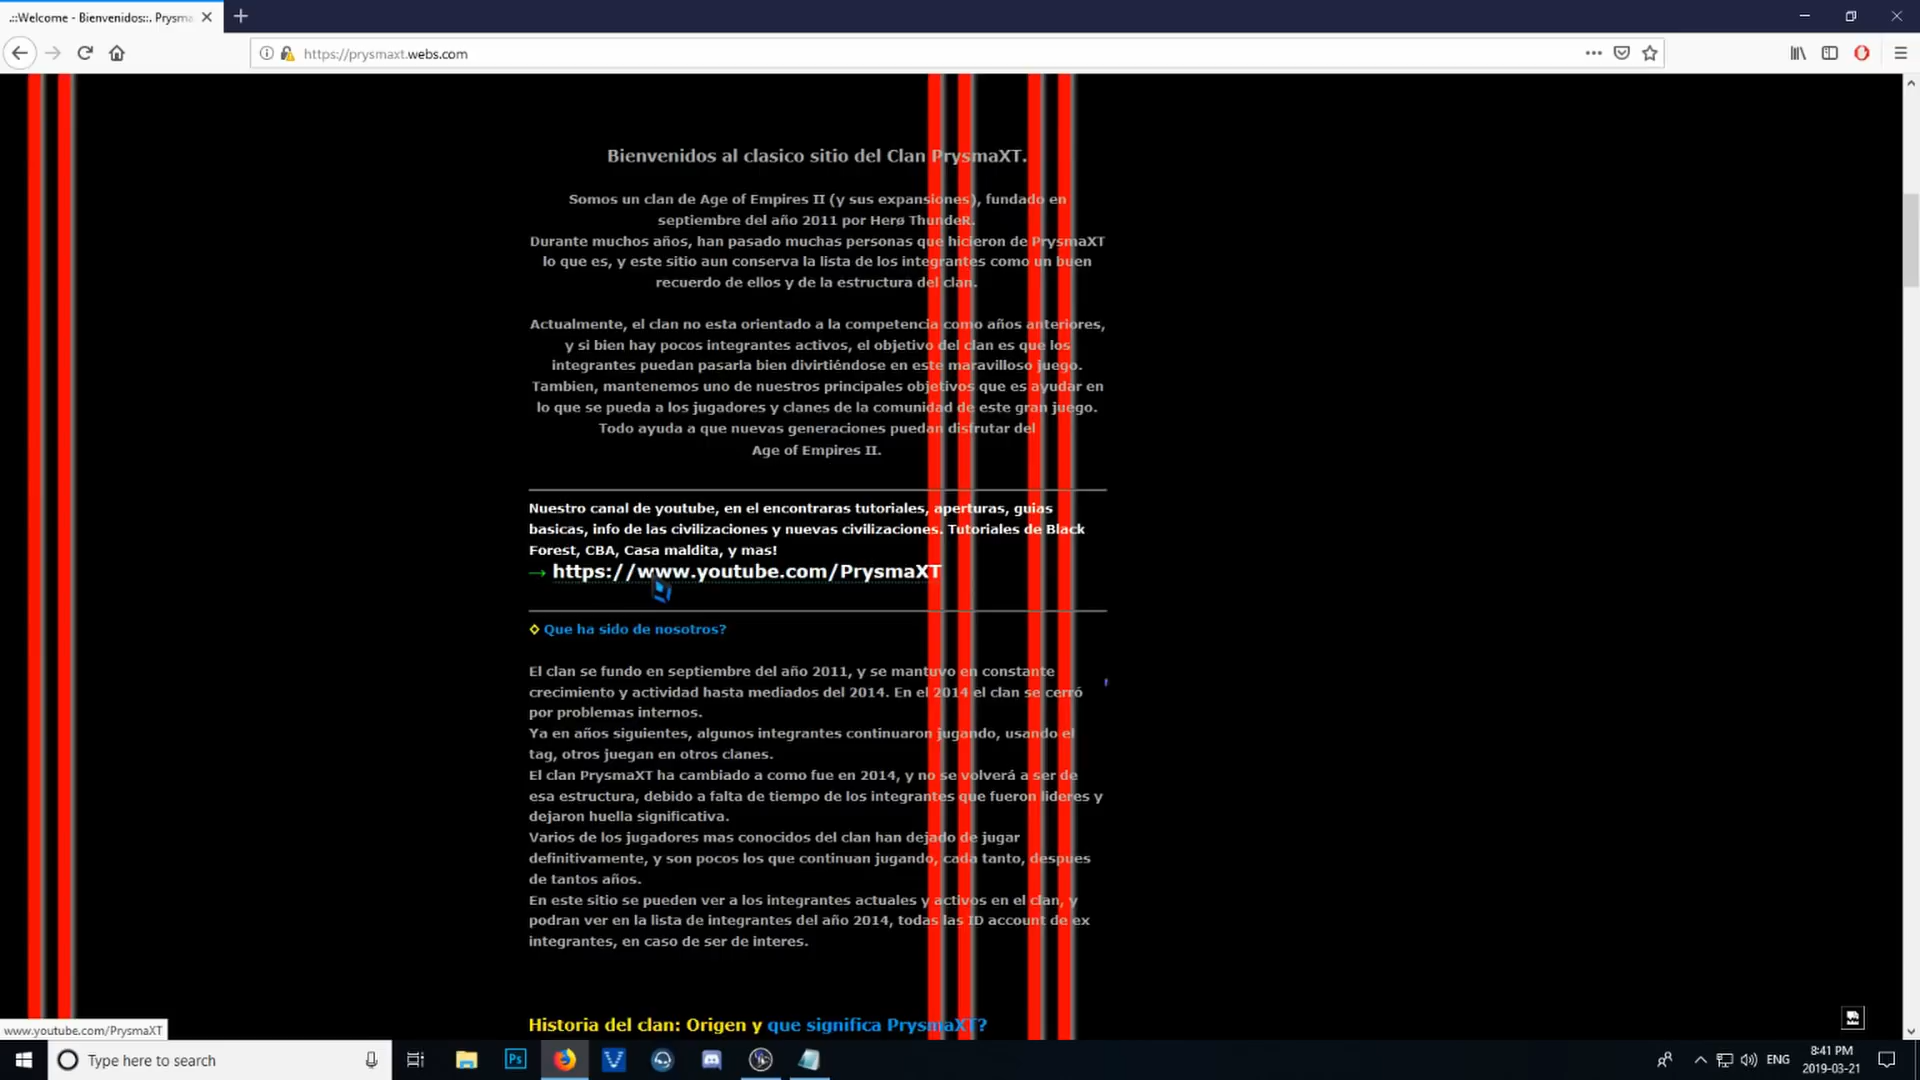 .::Welcome - Bienvenidos::. Prysma
https://prysmaxt.webs.com
Bienvenidos al clasico sitio del Clan PrysmaXT.
Somos un clan de Age of Empires II (y sus expansiones), fundado en
septiembre del año 2011 por Herø ThundeR.
Durante muchos años, han pasado muchas personas que hicieron de PrysmaXT
lo que es, y este sitio aun conserva la lista de los integrantes como un buen
recuerdo de ellos y de la estructura del clan.
Actualmente, el clan no esta orientado a la competencia como años anteriores,
y si bien hay pocos integrantes activos, el objetivo del clan es que los
integrantes puedan pasarla bien divirtiéndose en este maravilloso juego.
Tambien, mantenemos uno de nuestros principales objetivos que es ayudar en
lo que se pueda a los jugadores y clanes de la comunidad de este gran juego.
Todo ayuda a que nuevas generaciones puedan disfrutar del
Age of Empires II.
Nuestro canal de youtube, en el encontraras tutoriales, aperturas, guias
basicas, info de las civilizaciones y nuevas civilizaciones. Tutoriales de Black
Forest, CBA, Casa maldita, y mas!
→ https://www.youtube.com/PrysmaXT
◊ Que ha sido de nosotros?
El clan se fundo en septiembre del año 2011, y se mantuvo en constante
crecimiento y actividad hasta mediados del 2014. En el 2014 el clan se cerró
por problemas internos.
Ya en años siguientes, algunos integrantes continuaron jugando, usando el
tag, otros juegan en otros clanes.
El clan PrysmaXT ha cambiado a como fue en 2014, y no se volverá a ser de
esa estructura, debido a falta de tiempo de los integrantes que fueron lideres y
dejaron huella significativa.
Varios de los jugadores mas conocidos del clan han dejado de jugar
definitivamente, y son pocos los que continuan jugando, cada tanto, despues
de tantos años.
En este sitio se pueden ver a los integrantes actuales y activos en el clan, y
podran ver en la lista de integrantes del año 2014, todas las ID account de ex
integrantes, en caso de ser de interes.
Historia del clan: Origen y que significa PrysmaXT?
www.youtube.com/PrysmaXT
Type here to search
Ps
ENG
8:41 PM
2019-03-21